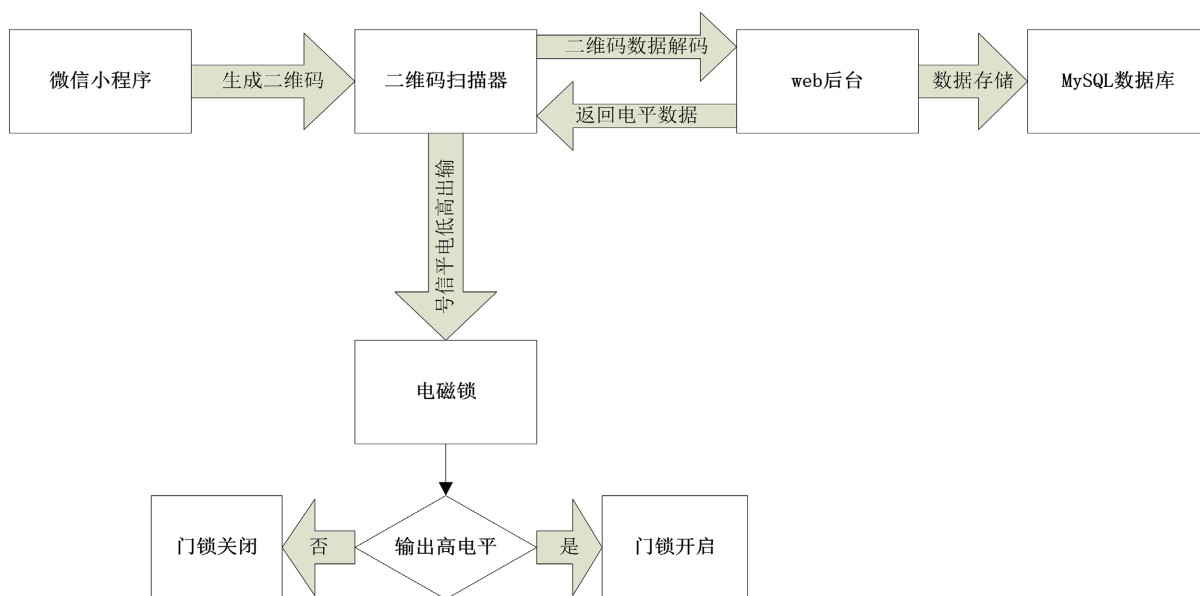 微信小程序
生成二维码
二维码扫描器
二维码数据解码
返回电平数据
web后台
数据存储
MySQL数据库
输出高低电平信号
电磁锁
门锁关闭
否
输出高电平
是
门锁开启